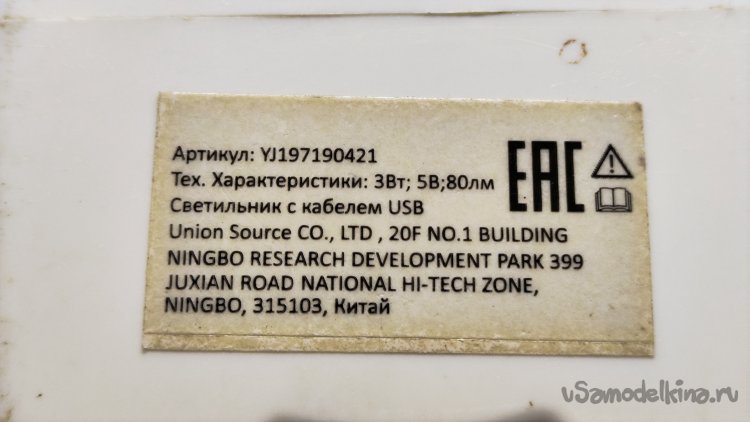 Артикул: YJ197190421
Тех. Характеристики: 3Вт; 5В;80лм
Светильник с кабелем USB
Union Source CO., LTD , 20F NO.1 BUILDING
NINGBO RESEARCH DEVELOPMENT PARK 399
JUXIAN ROAD NATIONAL HI-TECH ZONE,
NINGBO, 315103, Китай
EAC
uSamodelkina.ru